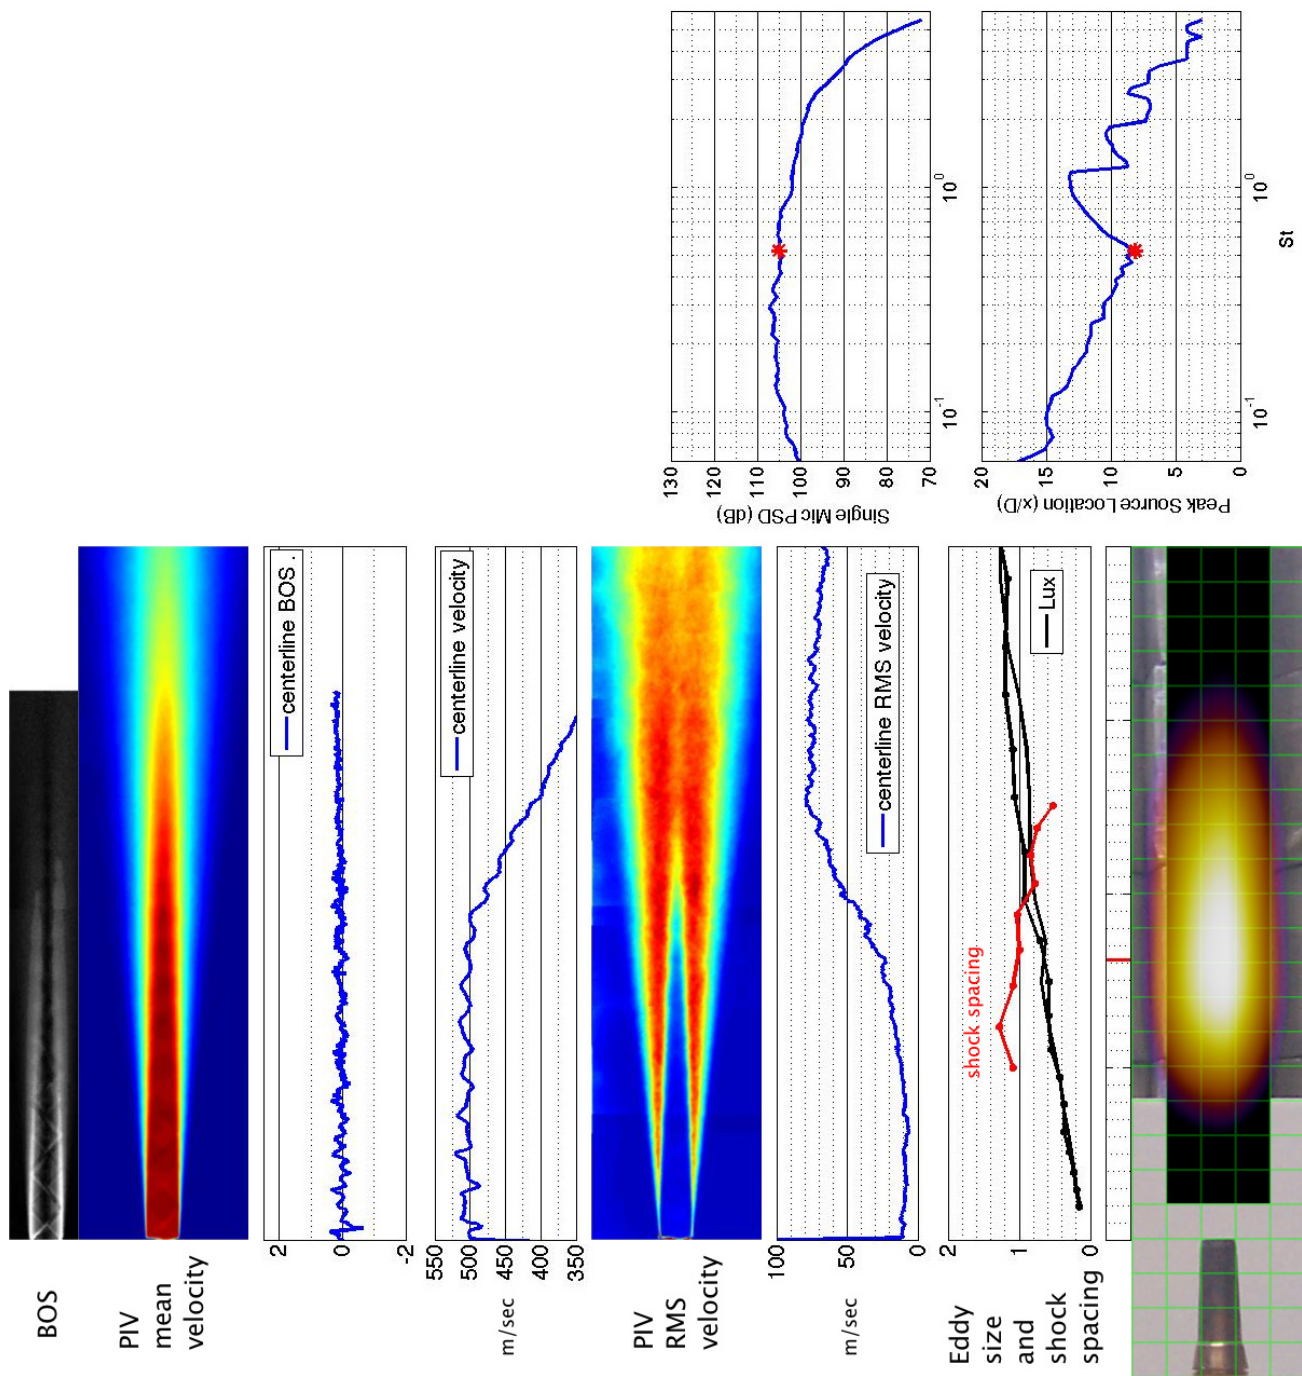 BOS
PIV
mean
velocity
2
0
-2
centerline BOS.
m/sec
550
500
450
400
350
centerline velocity
PIV
RMS
velocity
m/sec
100
50
0
centerline RMS velocity
Eddy
size
and
shock
spacing
2
1
0
shock spacing
Lux
Single Mic PSD (dB)
130
120
110
100
90
80
70
10-1
100
Peak Source Location (x/D)
20
15
10
5
0
10-1
100
St